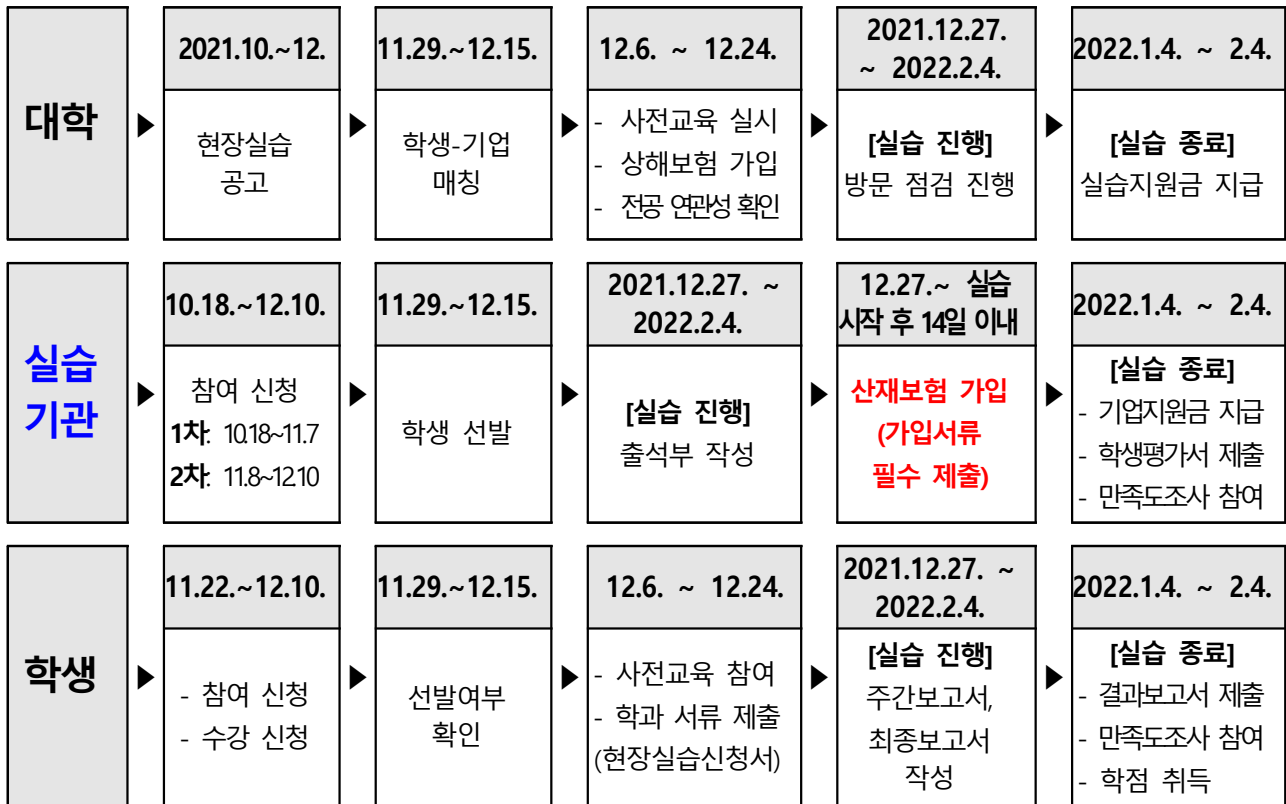 대학
2021.10.~12.
현장실습
공고
11.29.~12.15.
학생-기업
매칭
12.6. ~ 12.24.
- 사전교육 실시
- 상해보험 가입
- 전공 연관성 확인
2021.12.27.
~ 2022.2.4.
[실습 진행]
방문 점검 진행
2022.1.4. ~ 2.4.
[실습 종료]
실습지원금 지급
실습
기관
10.18.~12.10.
참여 신청
1차: 10.18~11.7
2차: 11.8~12.10
11.29.~12.15.
학생 선발
2021.12.27. ~
2022.2.4.
[실습 진행]
출석부 작성
12.27.~ 실습
시작 후 14일 이내
산재보험 가입
(가입서류
필수 제출)
2022.1.4. ~ 2.4.
[실습 종료]
- 기업지원금 지급
- 학생평가서 제출
- 만족도조사 참여
학생
11.22.~12.10.
- 참여 신청
- 수강 신청
11.29.~12.15.
선발여부
확인
12.6. ~ 12.24.
- 사전교육 참여
- 학과 서류 제출
(현장실습신청서)
2021.12.27. ~
2022.2.4.
[실습 진행]
주간보고서,
최종보고서
작성
2022.1.4. ~ 2.4.
[실습 종료]
- 결과보고서 제출
- 만족도조사 참여
- 학점 취득